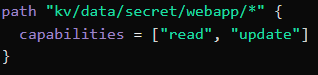 path "kv/data/secret/webapp/*" {
  capabilities = ["read", "update"]
}